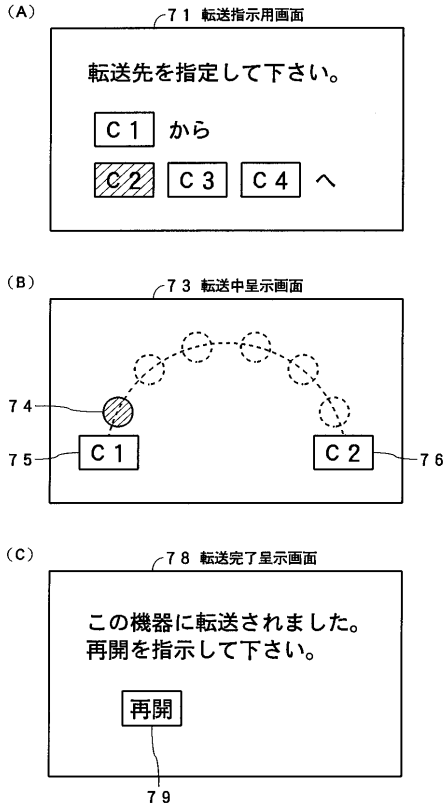 (A)
71 転送指示用画面
転送先を指定して下さい。
C1 から
C2 C3 C4 へ
(B)
73 転送中呈示画面
74
75 C1 C2 76
(C)
78 転送完了呈示画面
この機器に転送されました。
再開を指示して下さい。
再開
79